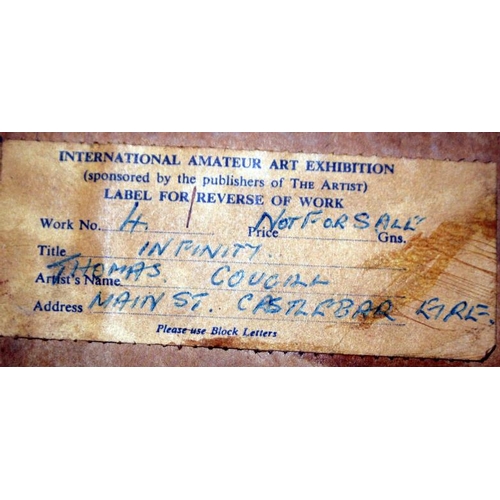 INTERNATIONAL AMATEUR ART EXHIBITION
(sponsored by the publishers of THE ARTIST)
LABEL FOR REVERSE OF WORK
Work No. 4. Price NOT FOR SALE Gns.
Title INFINITY.
Artist's Name THOMAS COUGILL
Address MAIN ST. CASTLEBAR EIRE
Please use Block Letters